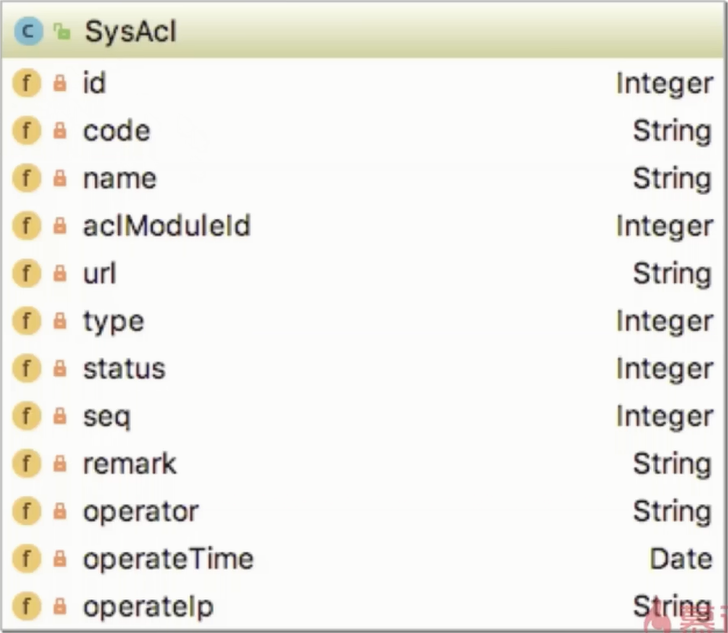 C SysAcl
f id Integer
f code String
f name String
f aclModuleId Integer
f url String
f type Integer
f status Integer
f seq Integer
f remark String
f operator String
f operateTime Date
f operateIp String